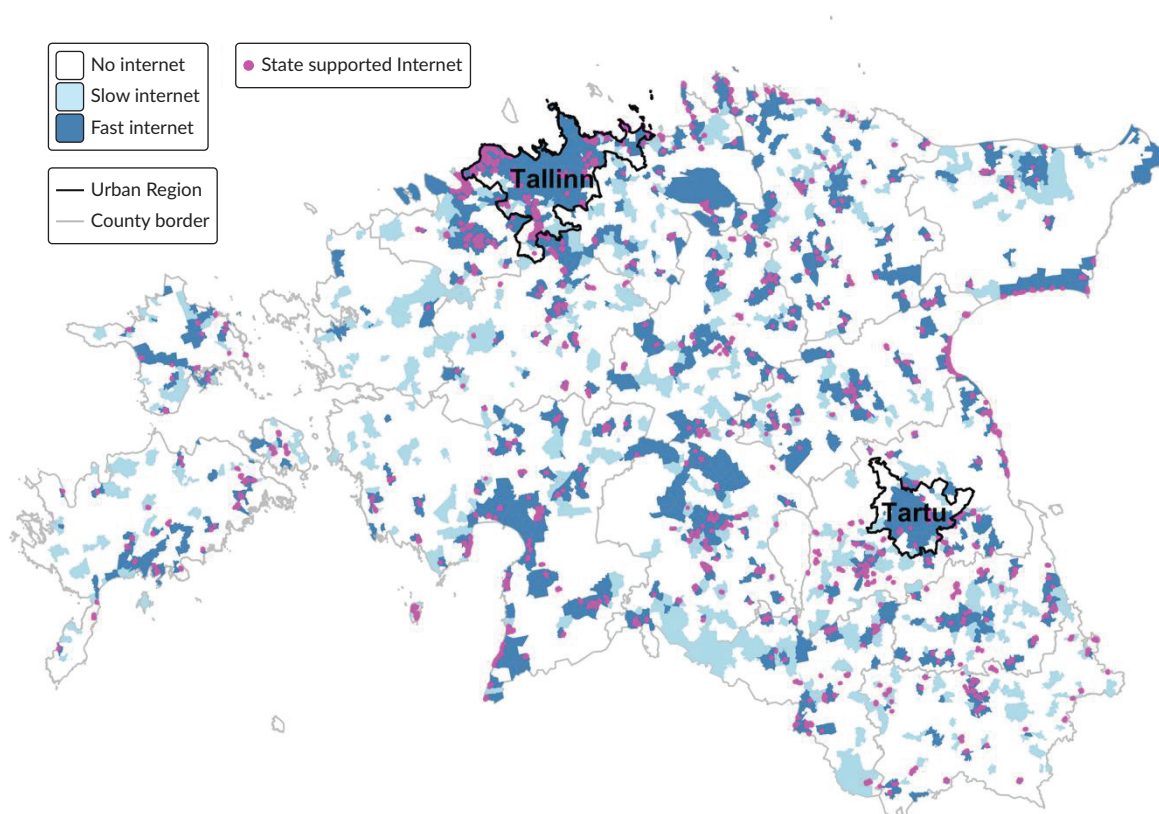 No internet
Slow internet
Fast internet
State supported Internet
Urban Region
County border
Tallinn
Tartu